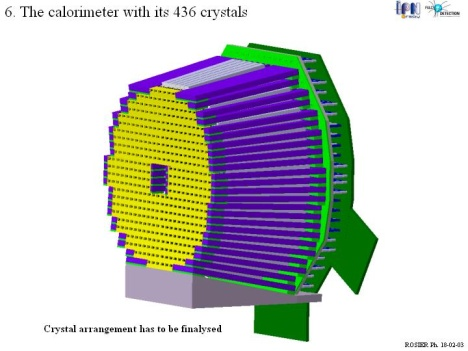 6. The calorimeter with its 436 crystals
Crystal arrangement has to be finalysed
ROSIER Ph. 18-02-03